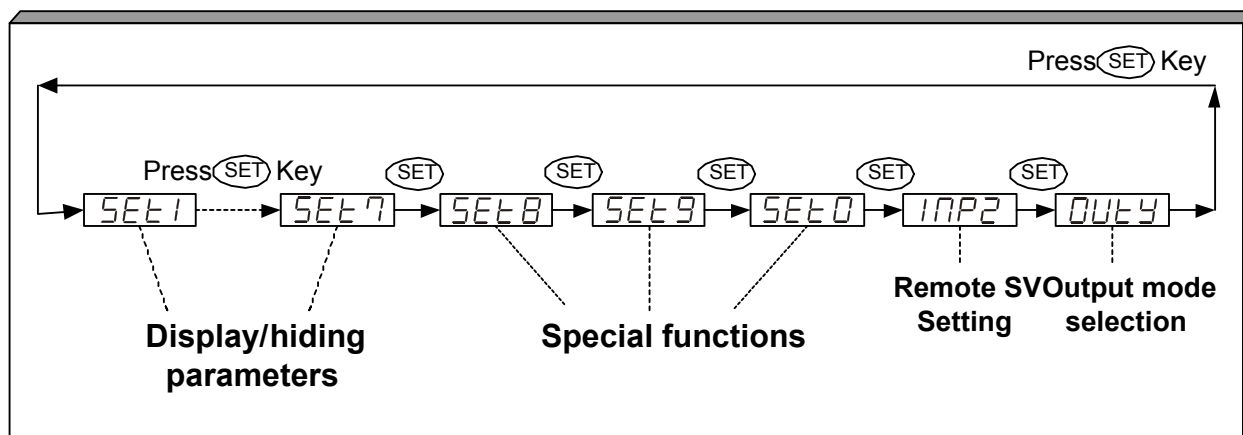 Press SET Key
Press SET Key SET SET SET SET SET
SEt1 SEt7 SEt8 SEt9 SEt0 INP2 OUtY
Remote SV Output mode
Setting selection
Display/hiding Special functions
parameters